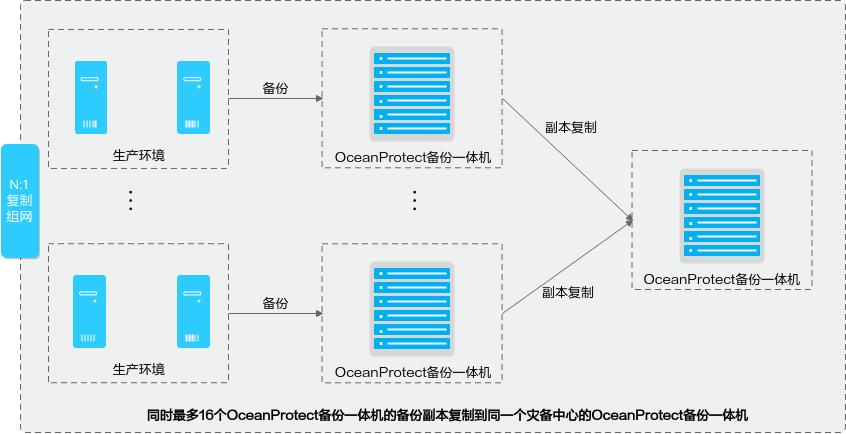 N:1
复制
组网
备份
生产环境
OceanProtect备份一体机
副本复制
OceanProtect备份一体机
备份
生产环境
OceanProtect备份一体机
副本复制
同时最多16个OceanProtect备份一体机的备份副本复制到同一个灾备中心的OceanProtect备份一体机